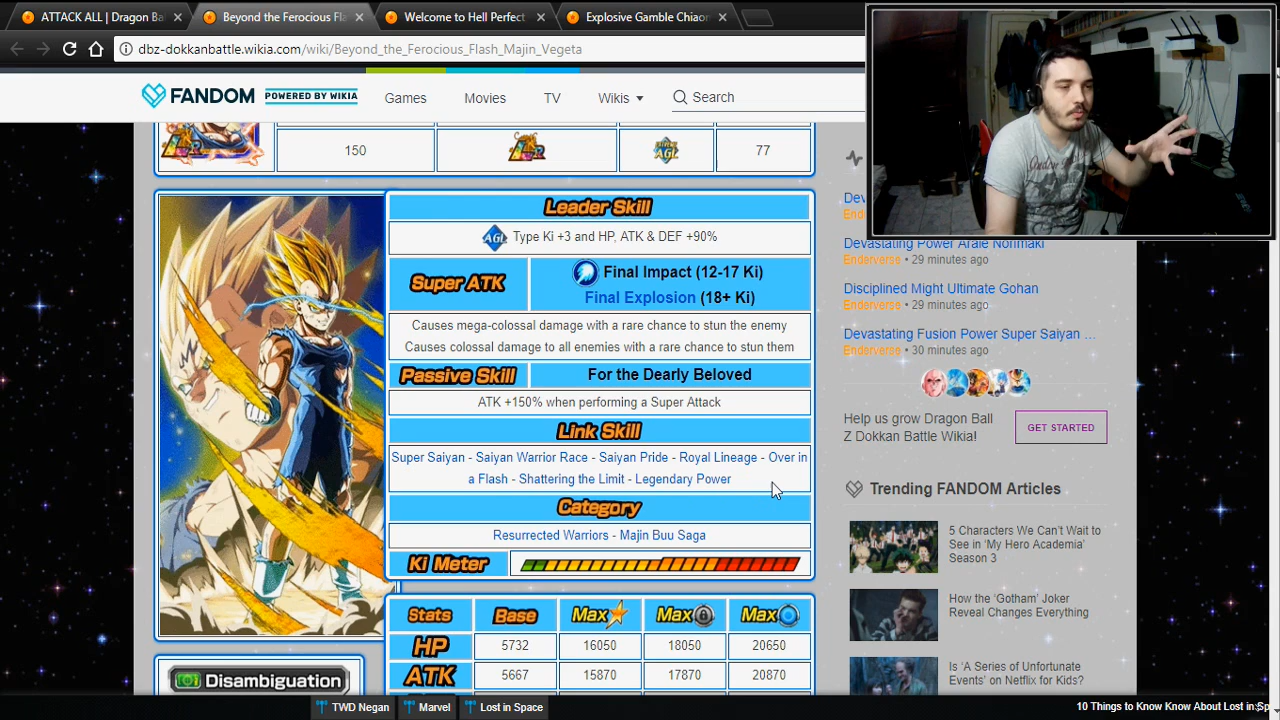 ATTACK ALL | Dragon Ba
Beyond the Ferocious Fla
Welcome to Hell Perfect
Explosive Gamble Chiaon
dbz-dokkanbattle.wikia.com/wiki/Beyond_the_Ferocious_Flash_Majin_Vegeta
FANDOM POWERED BY WIKIA Games Movies TV Wikis Search
150 LR AGL 77
Leader Skill
AGL Type Ki +3 and HP, ATK & DEF +90%
Super ATK
Final Impact (12-17 Ki)
Final Explosion (18+ Ki)
Causes mega-colossal damage with a rare chance to stun the enemy
Causes colossal damage to all enemies with a rare chance to stun them
Passive Skill For the Dearly Beloved
ATK +150% when performing a Super Attack
Link Skill
Super Saiyan - Saiyan Warrior Race - Saiyan Pride - Royal Lineage - Over in
a Flash - Shattering the Limit - Legendary Power
Category
Resurrected Warriors - Majin Buu Saga
Ki Meter
Stats Base Max Max Max
HP 5732 16050 18050 20650
ATK 5667 15870 17870 20870
Disambiguation
Dev
Ende
Devastating Power Arale Norimaki
Enderverse • 29 minutes ago
Disciplined Might Ultimate Gohan
Enderverse • 29 minutes ago
Devastating Fusion Power Super Saiyan ...
Enderverse • 30 minutes ago
Help us grow Dragon Ball
Z Dokkan Battle Wikia!
GET STARTED
Trending FANDOM Articles
5 Characters We Can't Wait to
See in 'My Hero Academia'
Season 3
How the 'Gotham' Joker
Reveal Changes Everything
Is 'A Series of Unfortunate
Events' on Netflix for Kids?
TWD Negan Marvel Lost in Space
10 Things to Know Know About Lost in Sp